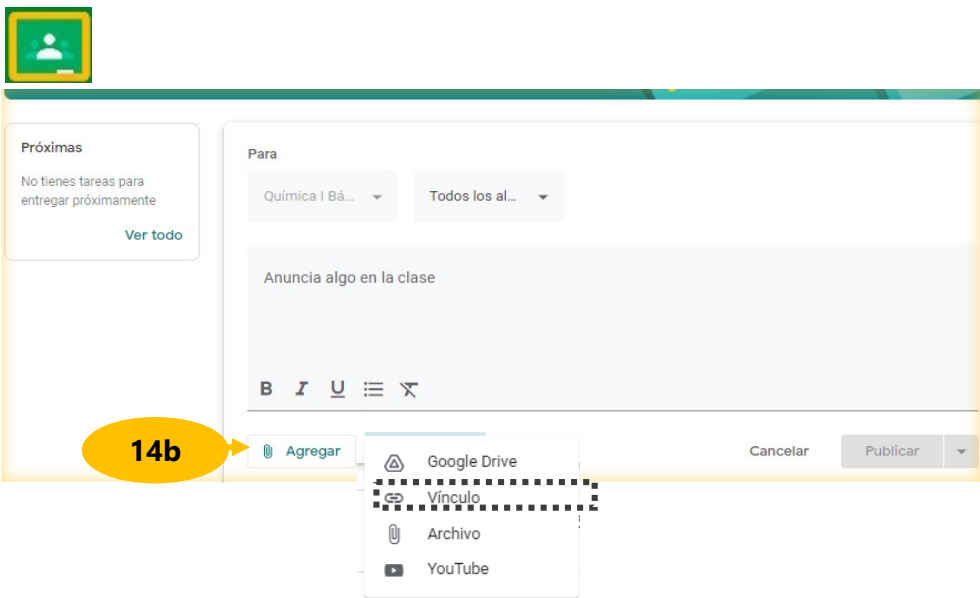 Próximas
No tienes tareas para
entregar próximamente
Ver todo
Para
Química I Bá...
Todos los al...
Anuncia algo en la clase
B I U
14b
Agregar
Cancelar
Publicar
Google Drive
Vínculo
Archivo
YouTube